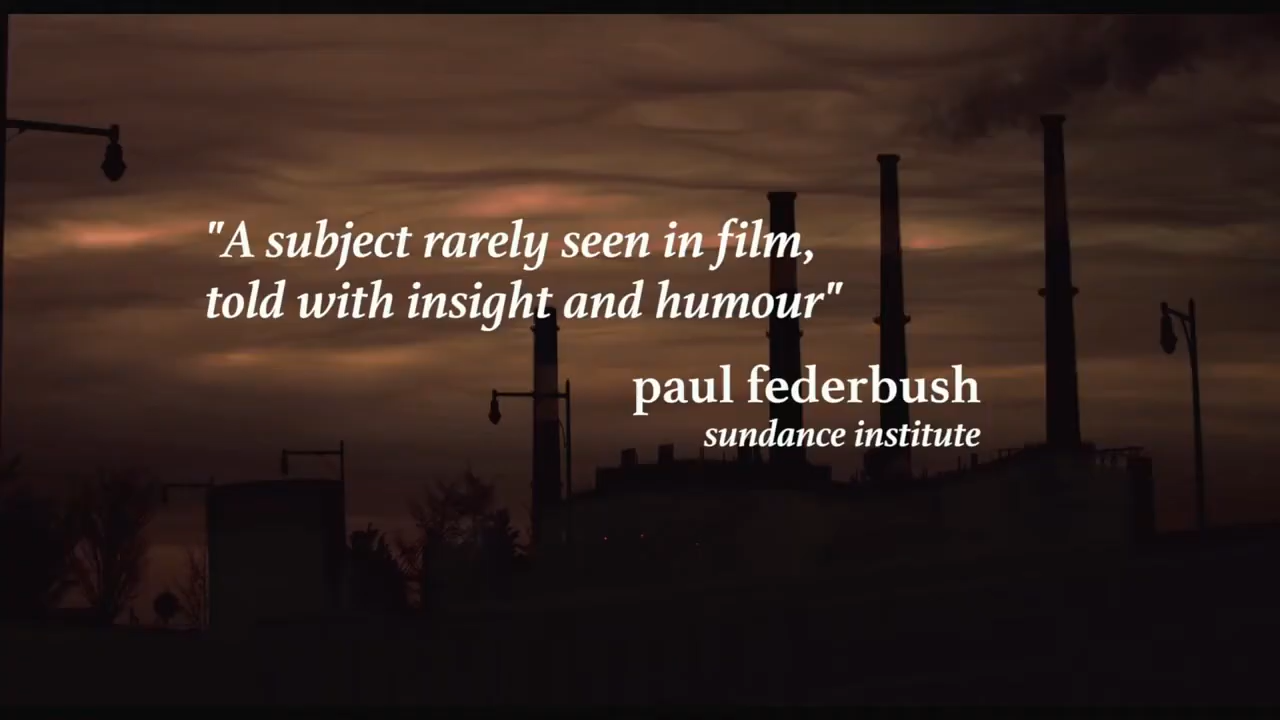 "A subject rarely seen in film,
told with insight and humour"
paul federbush
sundance institute